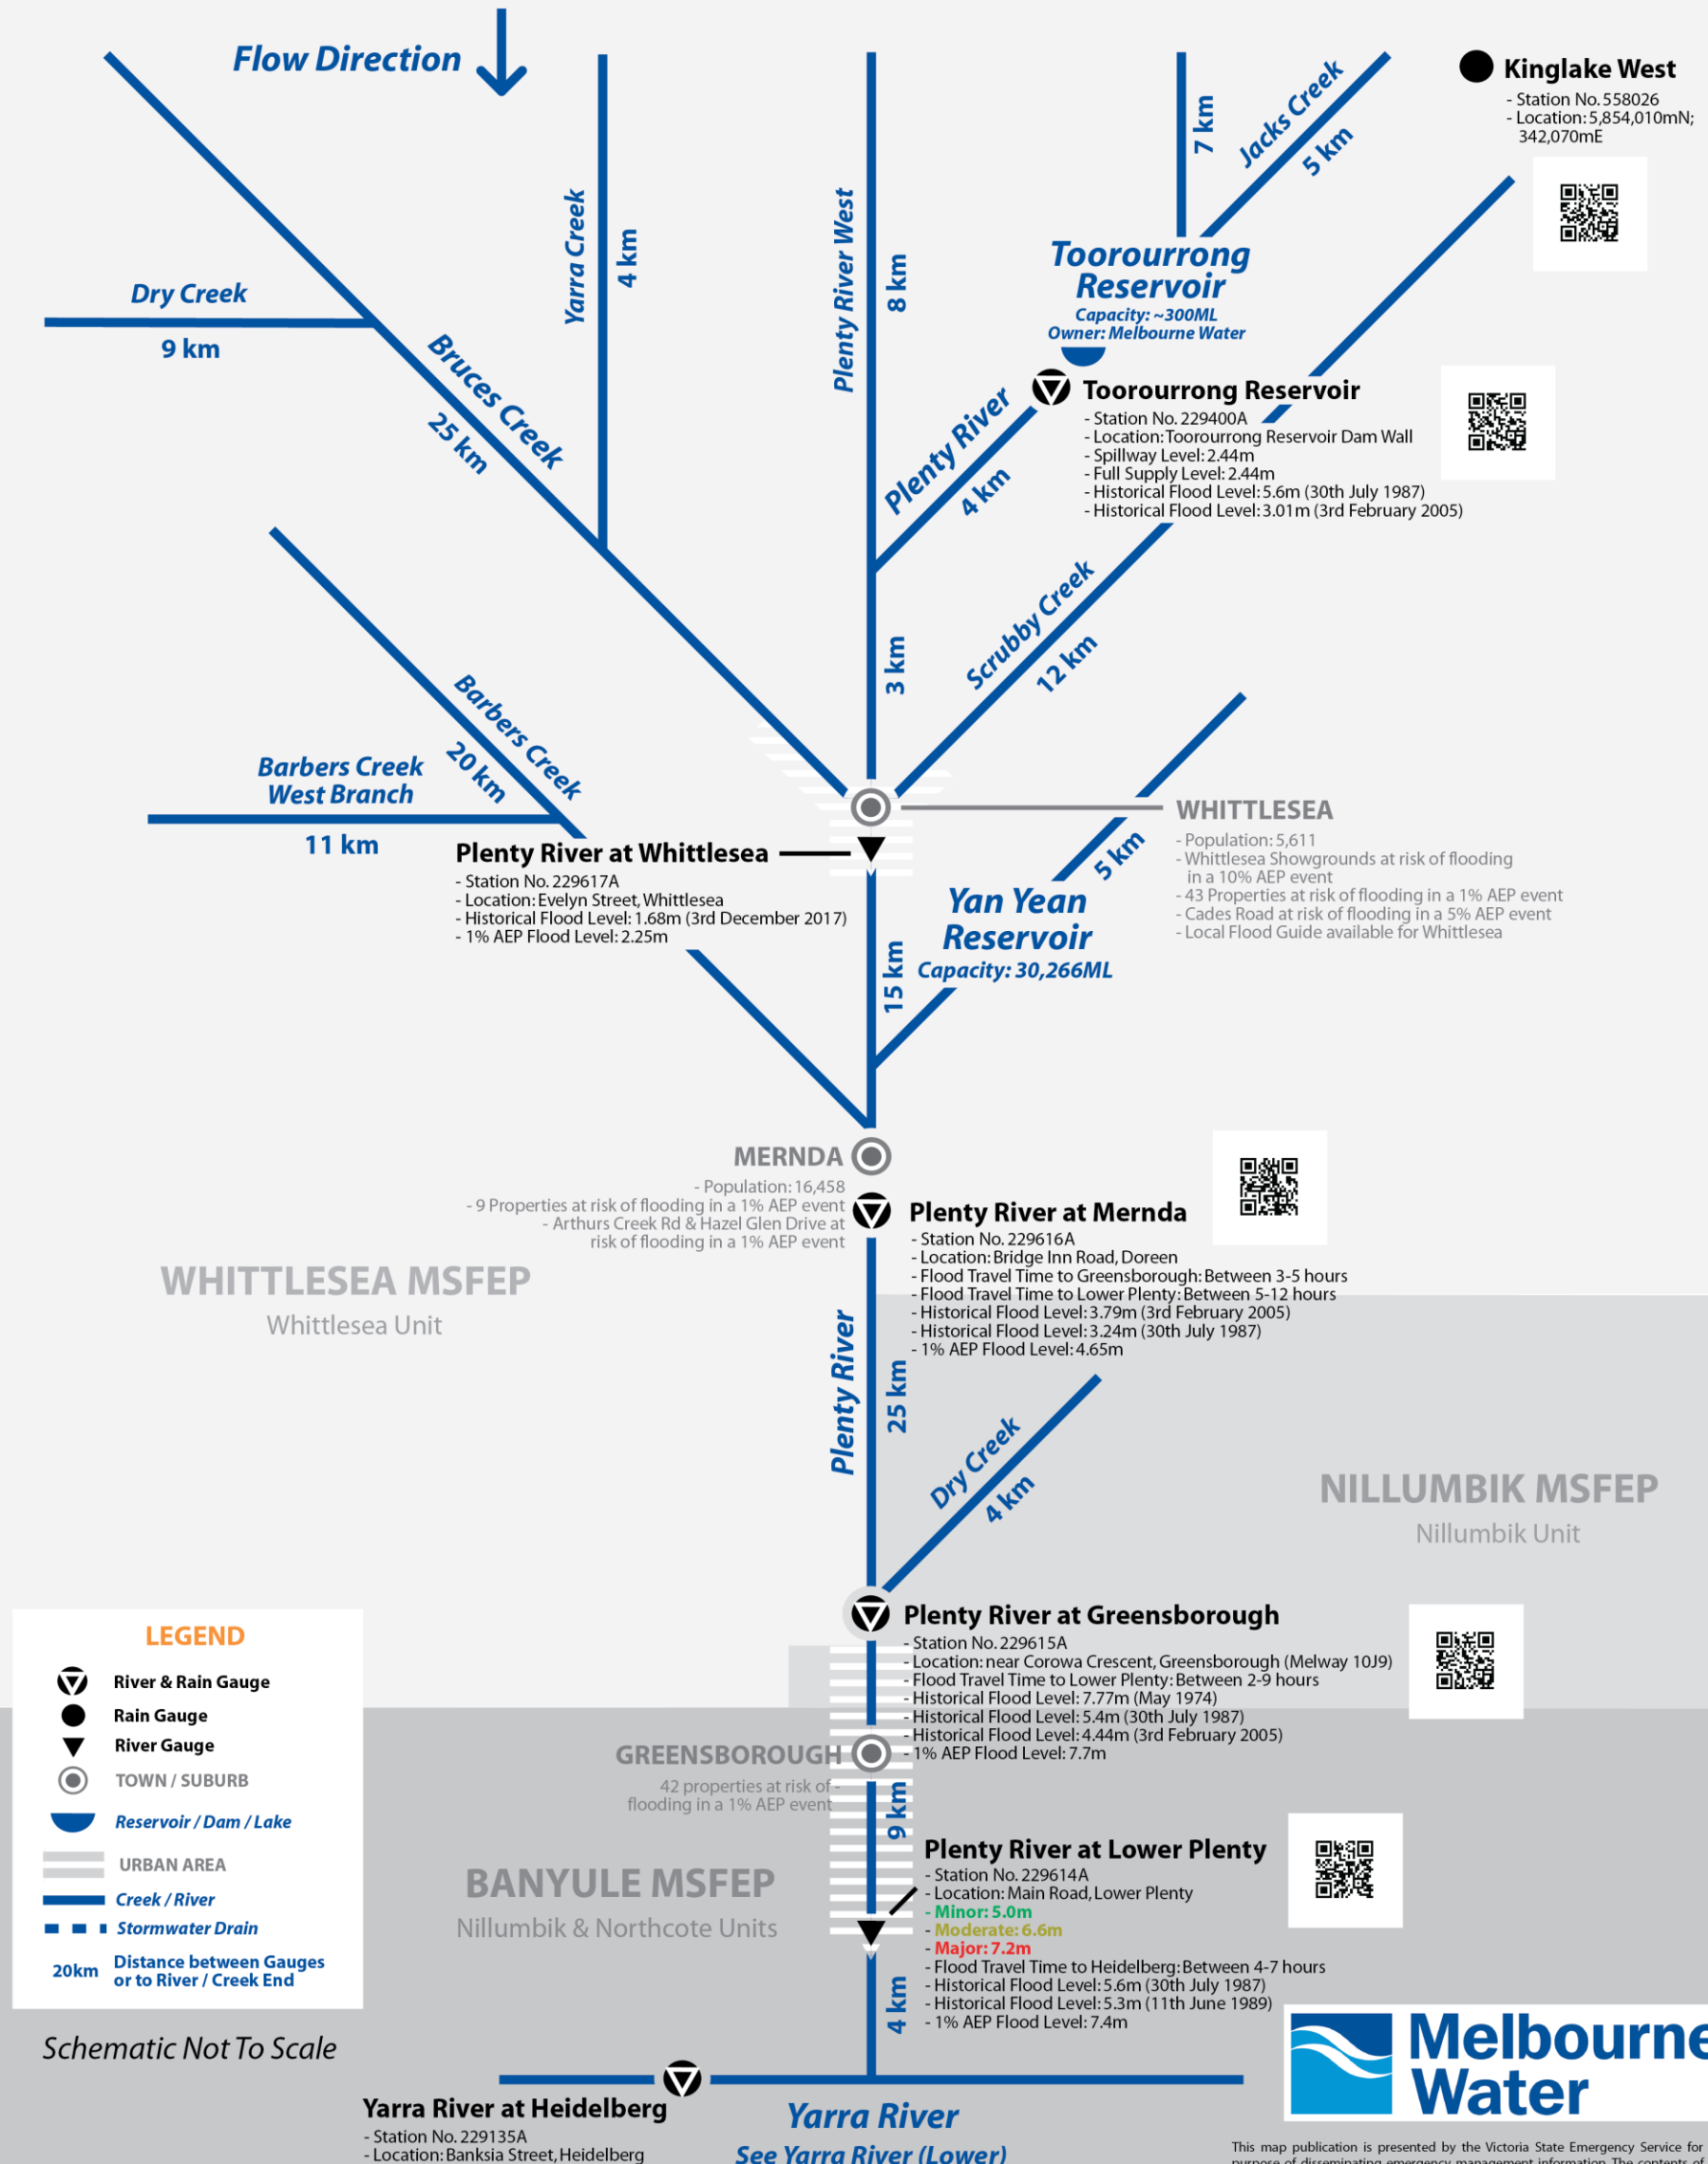 Flow Direction
Kinglake West
- Station No. 558026
- Location: 5,854,010mN;
342,070mE
7 km
Jacks Creek
5 km
Yarra Creek
4 km
Plenty River West
8 km
Toorourrong
Reservoir
Capacity: ~300ML
Owner: Melbourne Water
Dry Creek
9 km
Bruces Creek
25 km
Plenty River
4 km
Toorourrong Reservoir
- Station No. 229400A
- Location: Toorourrong Reservoir Dam Wall
- Spillway Level: 2.44m
- Full Supply Level: 2.44m
- Historical Flood Level: 5.6m (30th July 1987)
- Historical Flood Level: 3.01m (3rd February 2005)
3 km
Scrubby Creek
12 km
Barbers Creek
20 km
Barbers Creek
West Branch
11 km
WHITTLESEA
- Population: 5,611
- Whittlesea Showgrounds at risk of flooding
in a 10% AEP event
- 43 Properties at risk of flooding in a 1% AEP event
- Cades Road at risk of flooding in a 5% AEP event
- Local Flood Guide available for Whittlesea
Plenty River at Whittlesea
- Station No. 229617A
- Location: Evelyn Street, Whittlesea
- Historical Flood Level: 1.68m (3rd December 2017)
- 1% AEP Flood Level: 2.25m
5 km
Yan Yean
Reservoir
Capacity: 30,266ML
15 km
MERNDA
- Population: 16,458
- 9 Properties at risk of flooding in a 1% AEP event
- Arthurs Creek Rd & Hazel Glen Drive at
risk of flooding in a 1% AEP event
Plenty River at Mernda
- Station No. 229616A
- Location: Bridge Inn Road, Doreen
- Flood Travel Time to Greensborough: Between 3-5 hours
- Flood Travel Time to Lower Plenty: Between 5-12 hours
- Historical Flood Level: 3.79m (3rd February 2005)
- Historical Flood Level: 3.24m (30th July 1987)
- 1% AEP Flood Level: 4.65m
WHITTLESEA MSFEP
Whittlesea Unit
Plenty River
25 km
Dry Creek
4 km
NILLUMBIK MSFEP
Nillumbik Unit
Plenty River at Greensborough
- Station No. 229615A
- Location: near Corowa Crescent, Greensborough (Melway 10J9)
- Flood Travel Time to Lower Plenty: Between 2-9 hours
- Historical Flood Level: 7.77m (May 1974)
- Historical Flood Level: 5.4m (30th July 1987)
- Historical Flood Level: 4.44m (3rd February 2005)
- 1% AEP Flood Level: 7.7m
GREENSBOROUGH
42 properties at risk of -
flooding in a 1% AEP event
9 km
BANYULE MSFEP
Nillumbik & Northcote Units
Plenty River at Lower Plenty
- Station No. 229614A
- Location: Main Road, Lower Plenty
- Minor: 5.0m
- Moderate: 6.6m
- Major: 7.2m
- Flood Travel Time to Heidelberg: Between 4-7 hours
- Historical Flood Level: 5.6m (30th July 1987)
- Historical Flood Level: 5.3m (11th June 1989)
- 1% AEP Flood Level: 7.4m
4 km
LEGEND
River & Rain Gauge
Rain Gauge
River Gauge
TOWN / SUBURB
Reservoir / Dam / Lake
URBAN AREA
Creek / River
Stormwater Drain
20km Distance between Gauges
or to River / Creek End
Schematic Not To Scale
Melbourne
Water
Yarra River at Heidelberg
- Station No. 229135A
- Location: Banksia Street, Heidelberg
Yarra River
See Yarra River (Lower)
This map publication is presented by the Victoria State Emergency Service for
purpose of disseminating emergency management information. The contents of